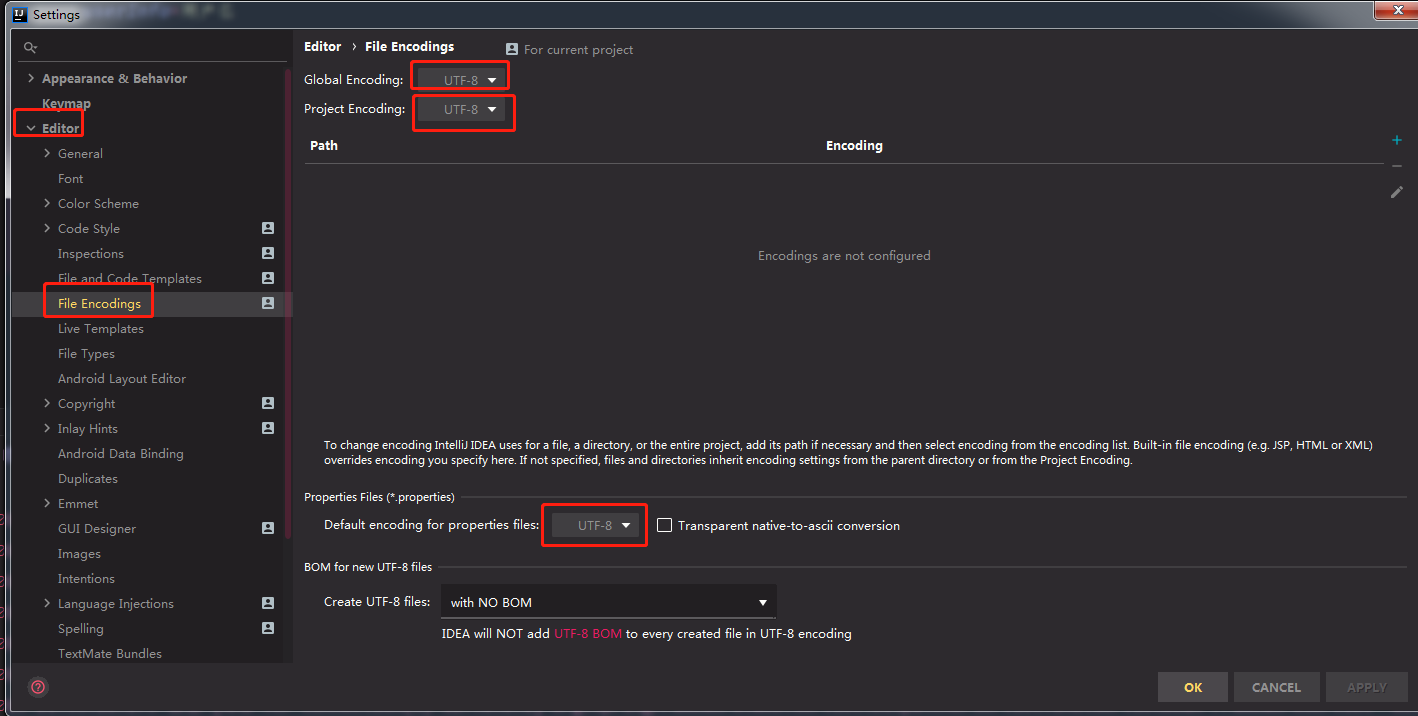 IJ Settings
Editor › File Encodings For current project
Global Encoding: UTF-8
Project Encoding: UTF-8
Path Encoding
Encodings are not configured
Appearance & Behavior
Keymap
Editor
General
Font
Color Scheme
Code Style
Inspections
File and Code Templates
File Encodings
Live Templates
File Types
Android Layout Editor
Copyright
Inlay Hints
Android Data Binding
Duplicates
Emmet
GUI Designer
Images
Intentions
Language Injections
Spelling
TextMate Bundles
To change encoding IntelliJ IDEA uses for a file, a directory, or the entire project, add its path if necessary and then select encoding from the encoding list. Built-in file encoding (e.g. JSP, HTML or XML)
overrides encoding you specify here. If not specified, files and directories inherit encoding settings from the parent directory or from the Project Encoding.
Properties Files (*.properties)
Default encoding for properties files: UTF-8 Transparent native-to-ascii conversion
BOM for new UTF-8 files
Create UTF-8 files: with NO BOM
IDEA will NOT add UTF-8 BOM to every created file in UTF-8 encoding
? OK CANCEL APPLY